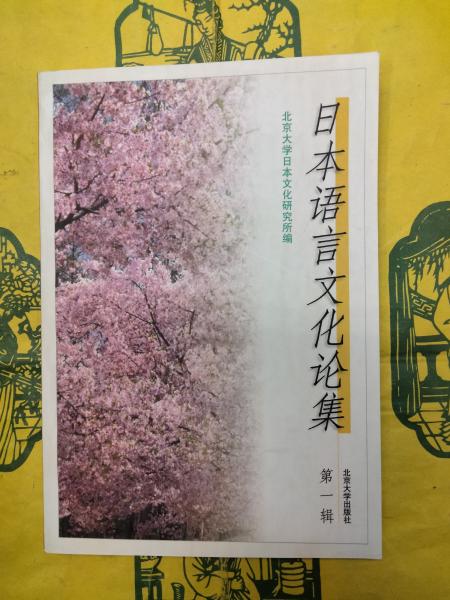 日本语言文化论集
北京大学日本文化研究所编
第一辑
北京大学出版社